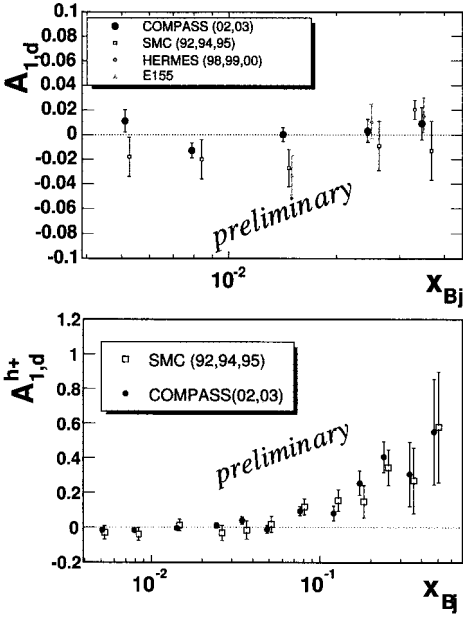 A1,d
0.1
0.08
0.06
0.04
0.02
0
-0.02
-0.04
-0.06
-0.08
-0.1
COMPASS (02,03)
SMC (92,94,95)
HERMES (98,99,00)
E155
preliminary
10-2
XBj
A1,d h+
1.2
1
0.8
0.6
0.4
0.2
0
-0.2
SMC (92,94,95)
COMPASS(02,03)
preliminary
10-2
10-1
XBj